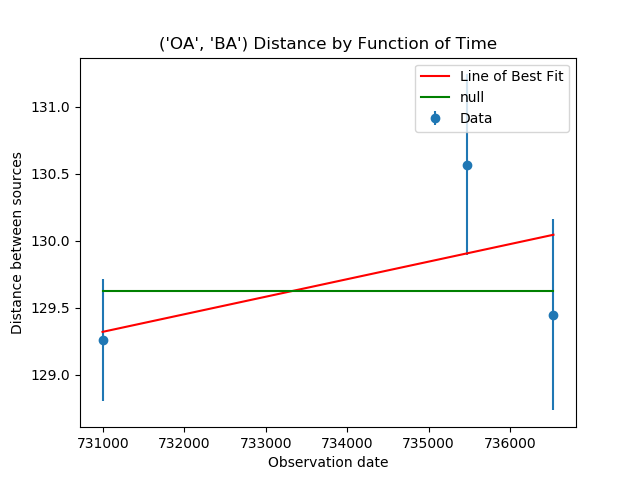 ('OA', 'BA') Distance by Function of Time
Line of Best Fit
null
Data
131.0
130.5
130.0
129.5
129.0
Distance between sources
731000 732000 733000 734000 735000 736000
Observation date